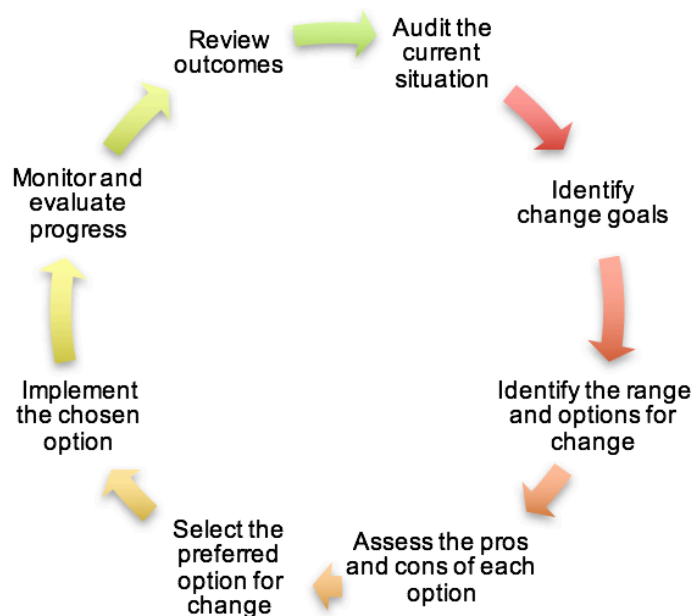 Audit the
current
situation
Identify
change goals
Identify the range
and options for
change
Assess the pros
and cons of each
option
Select the
preferred
option for
change
Implement
the chosen
option
Monitor and
evaluate
progress
Review
outcomes